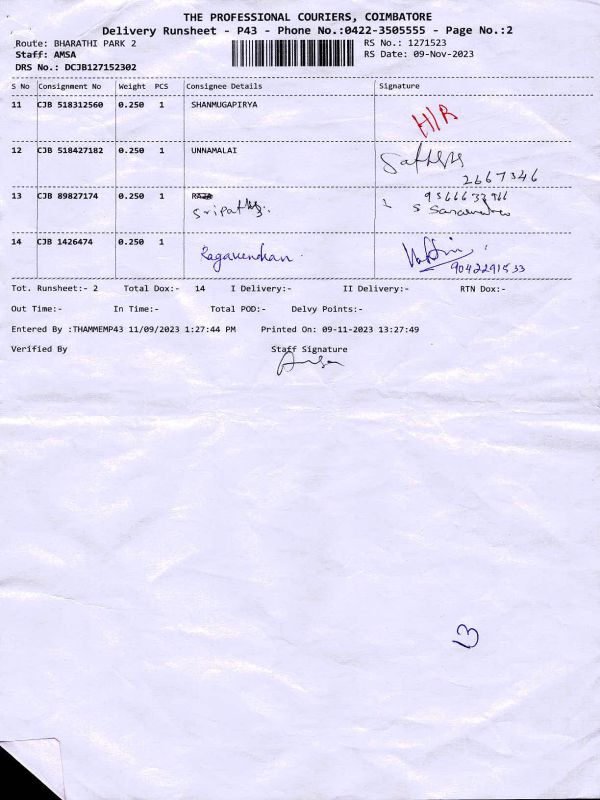 THE PROFESSIONAL COURIERS, COIMBATORE
Delivery Runsheet - P43 - Phone No.:0422-3505555 - Page No.:2
Route: BHARATHI PARK 2 RS No.: 1271523
Staff: AMSA RS Date: 09-Nov-2023
DRS No.: DCJB127152302
S No Consignment No Weight PCS Consignee Details Signature
11 CJB 518312560 0.250 1 SHANMUGAPIRYA H/R
12 CJB 518427182 0.250 1 UNNAMALAI
2667346
13 CJB 89827174 0.250 1 RAJA
14 CJB 1426474 0.250 1 Ragavendhan
9042291533
Tot. Runsheet:- 2 Total Dox:- 14 I Delivery:- II Delivery:- RTN Dox:-
Out Time:- In Time:- Total POD:- Delvy Points:-
Entered By :THAMMEMP43 11/09/2023 1:27:44 PM Printed On: 09-11-2023 13:27:49
Verified By Staff Signature